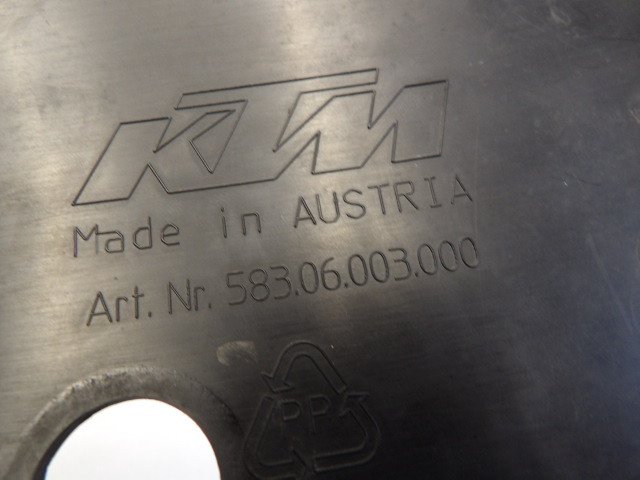 KTM
Made in AUSTRIA
Art. Nr. 583.06.003.000
PP